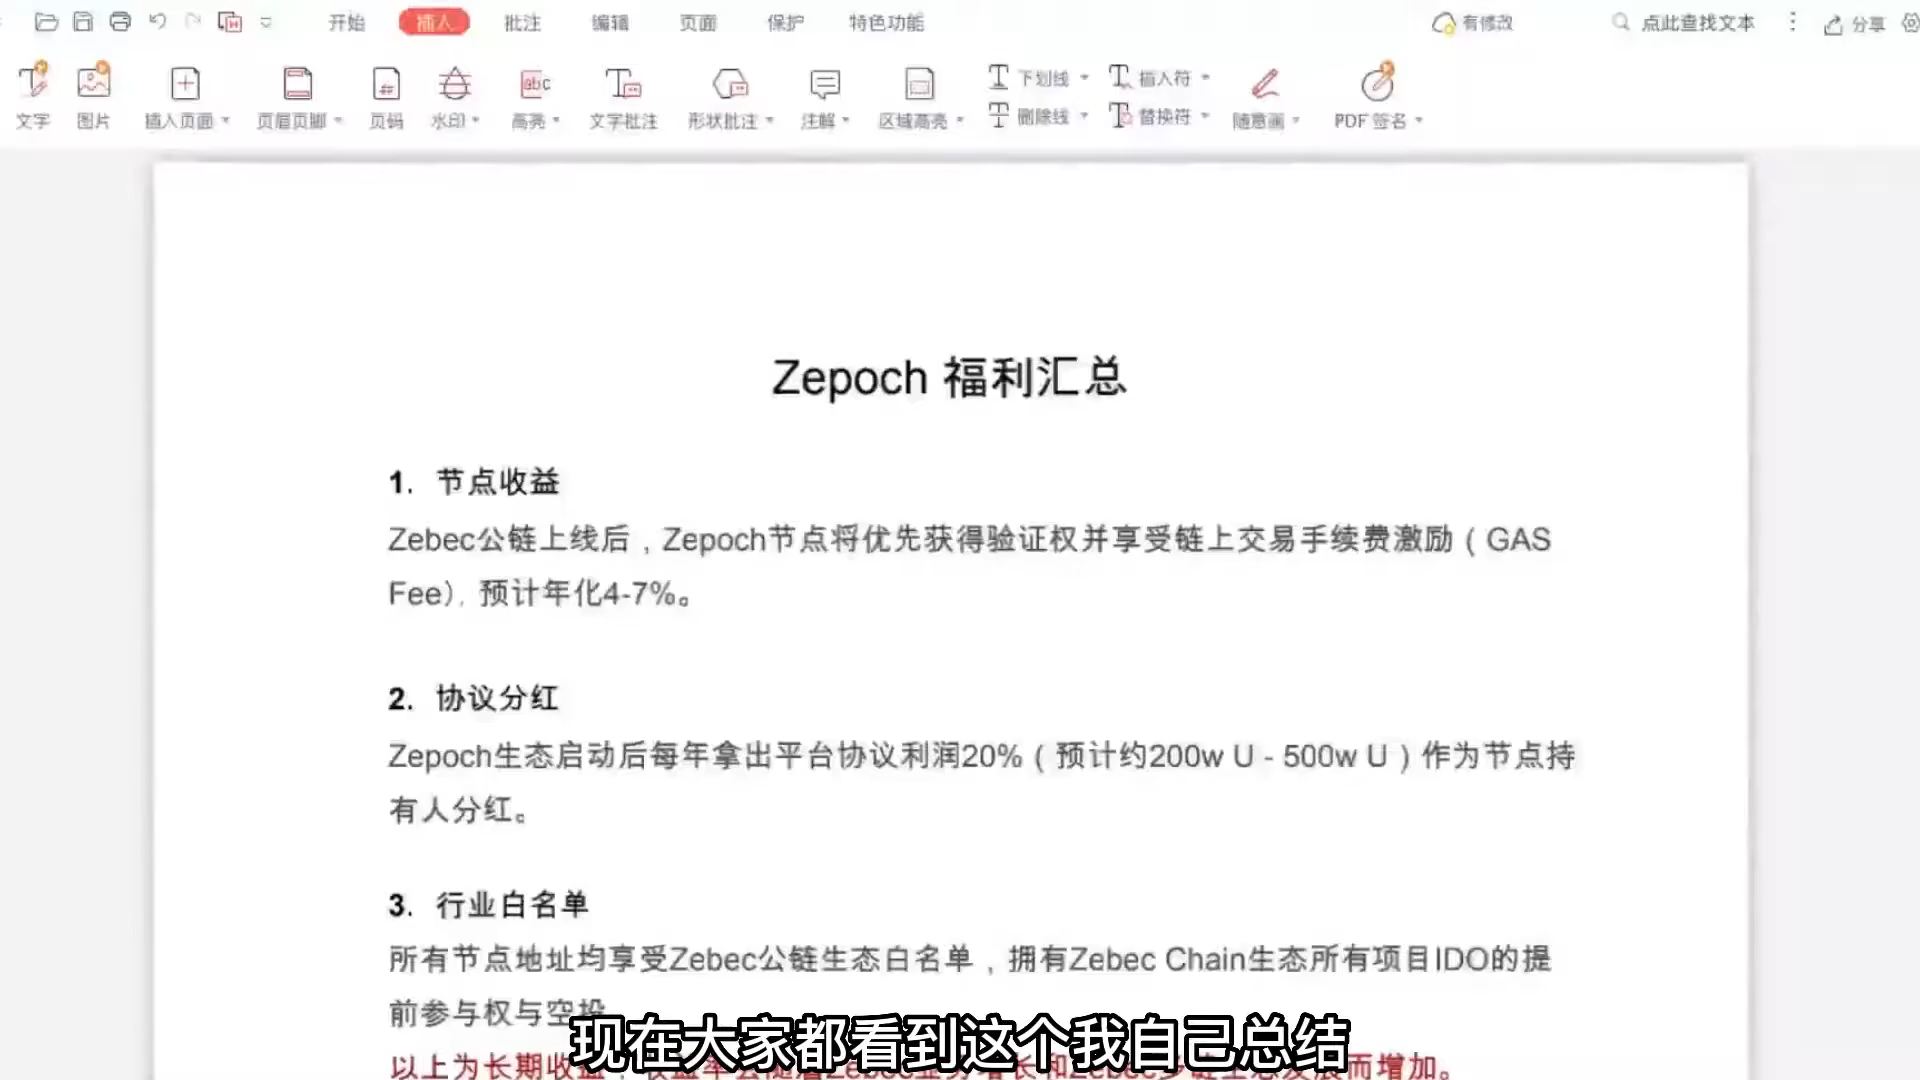 开始 插入 批注 编辑 页面 保护 特色功能 有修改 点此查找文本 分享
下划线 插入符
文字 图片 插入页面 页眉页脚 页码 水印 高亮 文字批注 形状批注 注解 区域高亮 删除线 替换符 随意画 PDF 签名
Zepoch 福利汇总
1. 节点收益
Zebec公链上线后，Zepoch节点将优先获得验证权并享受链上交易手续费激励（GAS
Fee）, 预计年化4-7%。
2. 协议分红
Zepoch生态启动后每年拿出平台协议利润20%（预计约200w U - 500w U）作为节点持
有人分红。
3. 行业白名单
所有节点地址均享受Zebec公链生态白名单，拥有Zebec Chain生态所有项目IDO的提
前参与权与空投
以上为长期收益 Zebec 长和Zebec 而增加。
现在大家都看到这个我自己总结